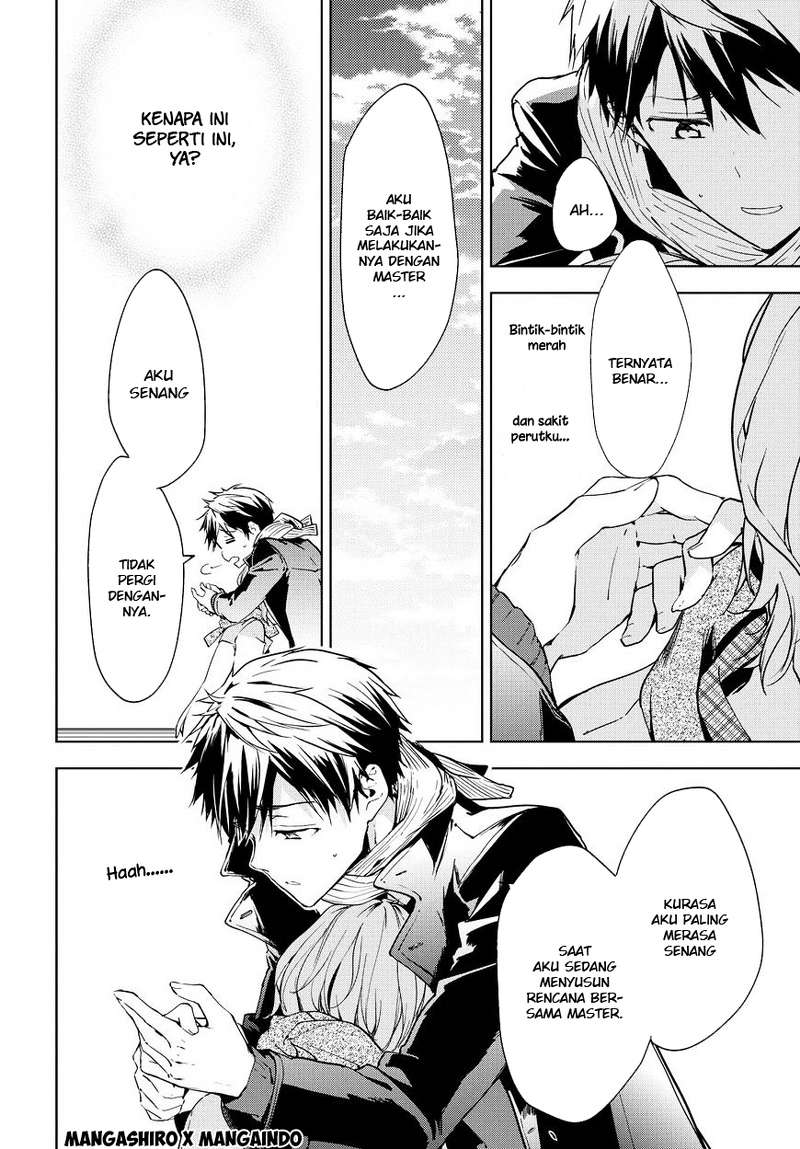 AH...
TERNYATA
BENAR...
Bintik-bintik
merah
dan sakit
perutku...
AKU
BAIK-BAIK
SAJA JIKA
MELAKUKAN-
NYA DENGAN
MASTER
...
KENAPA INI
SEPERTI INI,
YA?
AKU
SENANG
TIDAK
PERGI
DENGAN-
NYA.
KURASA
AKU PALING
MERASA
SENANG
SAAT
AKU SEDANG
MENYUSUN
RENCANA BER-
SAMA MASTER.
Haah......
MANGASHIRO X MANGAINDO